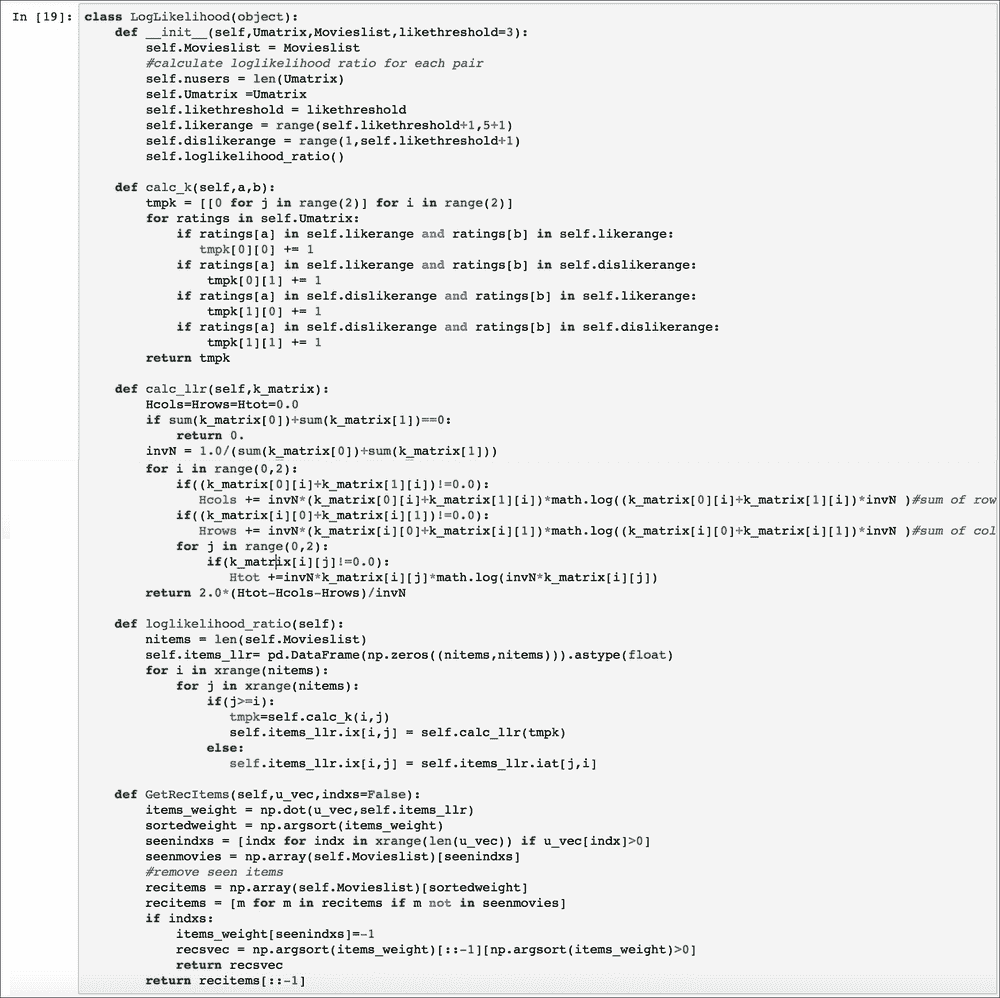 In [19]: class LogLikelihood(object):
    def __init__(self,Umatrix,Movieslist,likethreshold=3):
        self.Movieslist = Movieslist
        #calculate loglikelihood ratio for each pair
        self.nusers = len(Umatrix)
        self.Umatrix =Umatrix
        self.likethreshold = likethreshold
        self.likerange = range(self.likethreshold+1,5+1)
        self.dislikerange = range(1,self.likethreshold+1)
        self.loglikelihood_ratio()

    def calc_k(self,a,b):
        tmpk = [[0 for j in range(2)] for i in range(2)]
        for ratings in self.Umatrix:
            if ratings[a] in self.likerange and ratings[b] in self.likerange:
               tmpk[0][0] += 1
            if ratings[a] in self.likerange and ratings[b] in self.dislikerange:
                tmpk[0][1] += 1
            if ratings[a] in self.dislikerange and ratings[b] in self.likerange:
                tmpk[1][0] += 1
            if ratings[a] in self.dislikerange and ratings[b] in self.dislikerange:
                tmpk[1][1] += 1
        return tmpk

    def calc_llr(self,k_matrix):
        Hcols=Hrows=Htot=0.0
        if sum(k_matrix[0])+sum(k_matrix[1])==0:
            return 0.
        invN = 1.0/(sum(k_matrix[0])+sum(k_matrix[1]))
        for i in range(0,2):
            if((k_matrix[0][i]+k_matrix[1][i])!=0.0):
               Hcols += invN*(k_matrix[0][i]+k_matrix[1][i])*math.log((k_matrix[0][i]+k_matrix[1][i])*invN )#sum of row
            if((k_matrix[i][0]+k_matrix[i][1])!=0.0):
               Hrows += invN*(k_matrix[i][0]+k_matrix[i][1])*math.log((k_matrix[i][0]+k_matrix[i][1])*invN )#sum of col
            for j in range(0,2):
                if(k_matrix[i][j]!=0.0):
                   Htot +=invN*k_matrix[i][j]*math.log(invN*k_matrix[i][j])
        return 2.0*(Htot-Hcols-Hrows)/invN

    def loglikelihood_ratio(self):
        nitems = len(self.Movieslist)
        self.items_llr= pd.DataFrame(np.zeros((nitems,nitems))).astype(float)
        for i in xrange(nitems):
            for j in xrange(nitems):
                if(j>=i):
                   tmpk=self.calc_k(i,j)
                   self.items_llr.ix[i,j] = self.calc_llr(tmpk)
                else:
                   self.items_llr.ix[i,j] = self.items_llr.iat[j,i]

    def GetRecItems(self,u_vec,indxs=False):
        items_weight = np.dot(u_vec,self.items_llr)
        sortedweight = np.argsort(items_weight)
        seenindxs = [indx for indx in xrange(len(u_vec)) if u_vec[indx]>0]
        seenmovies = np.array(self.Movieslist)[seenindxs]
        #remove seen items
        recitems = np.array(self.Movieslist)[sortedweight]
        recitems = [m for m in recitems if m not in seenmovies]
        if indxs:
            items_weight[seenindxs]=-1
            recsvec = np.argsort(items_weight)[::-1][np.argsort(items_weight)>0]
            return recsvec
        return recitems[::-1]